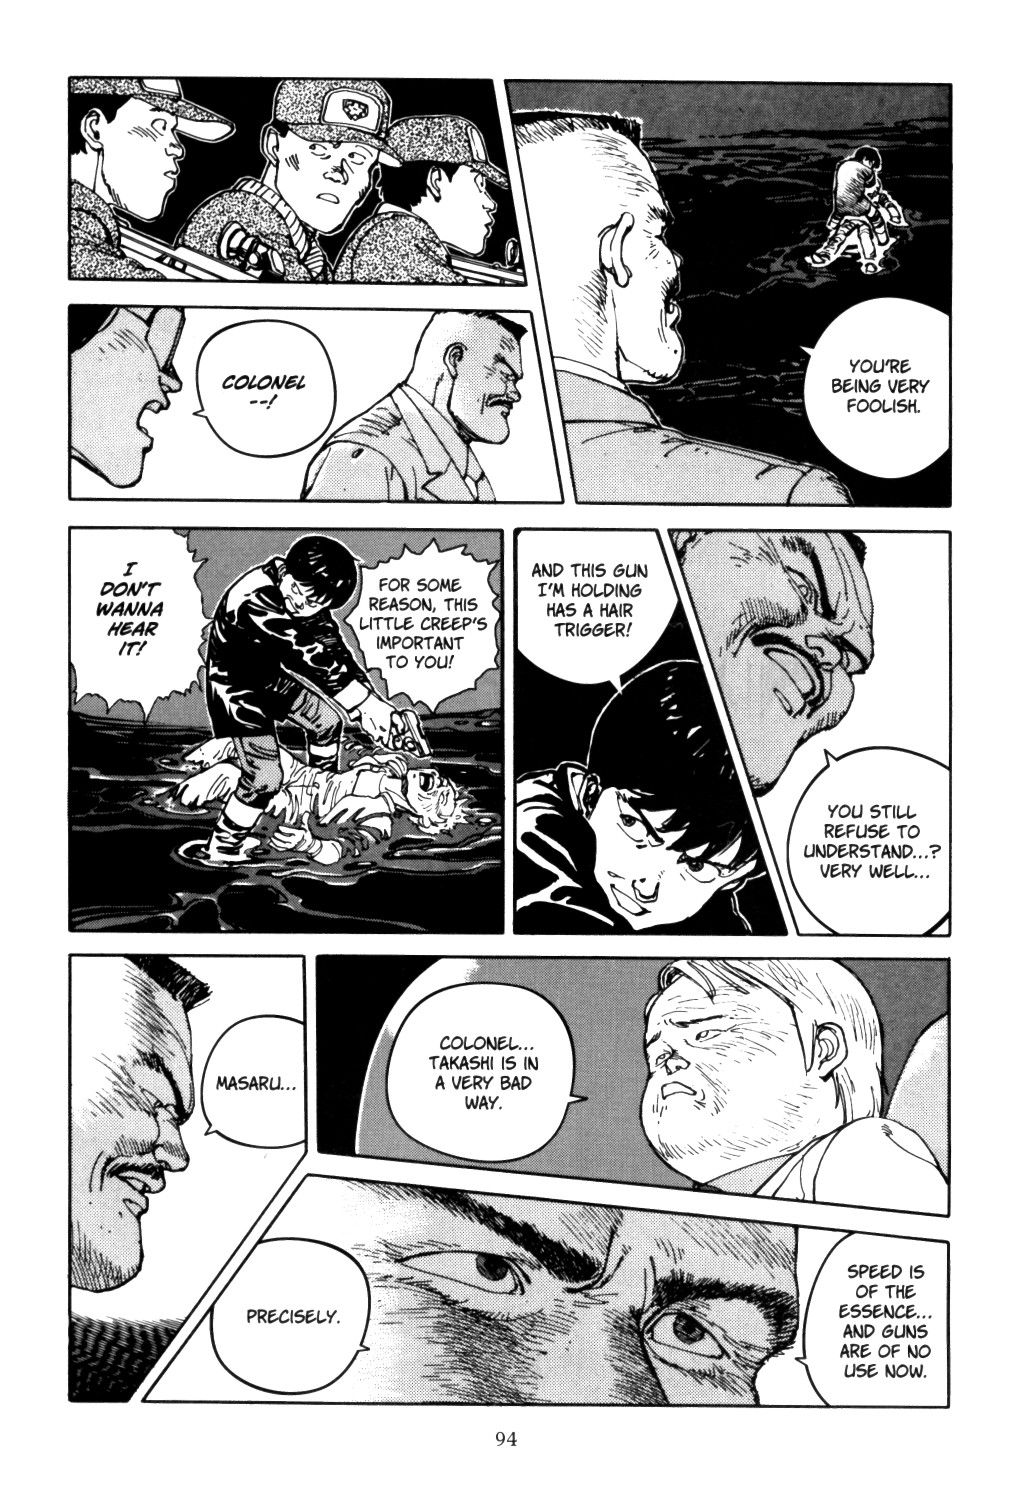 YOU'RE
BEING VERY
FOOLISH.
COLONEL
--!
I
DON'T
WANNA
HEAR
IT!
FOR SOME
REASON, THIS
LITTLE CREEP'S
IMPORTANT
TO YOU!
AND THIS GUN
I'M HOLDING
HAS A HAIR
TRIGGER!
YOU STILL
REFUSE TO
UNDERSTAND...?
VERY WELL...
MASARU...
COLONEL...
TAKASHI IS IN
A VERY BAD
WAY.
PRECISELY.
SPEED IS
OF THE
ESSENCE...
AND GUNS
ARE OF NO
USE NOW.
94